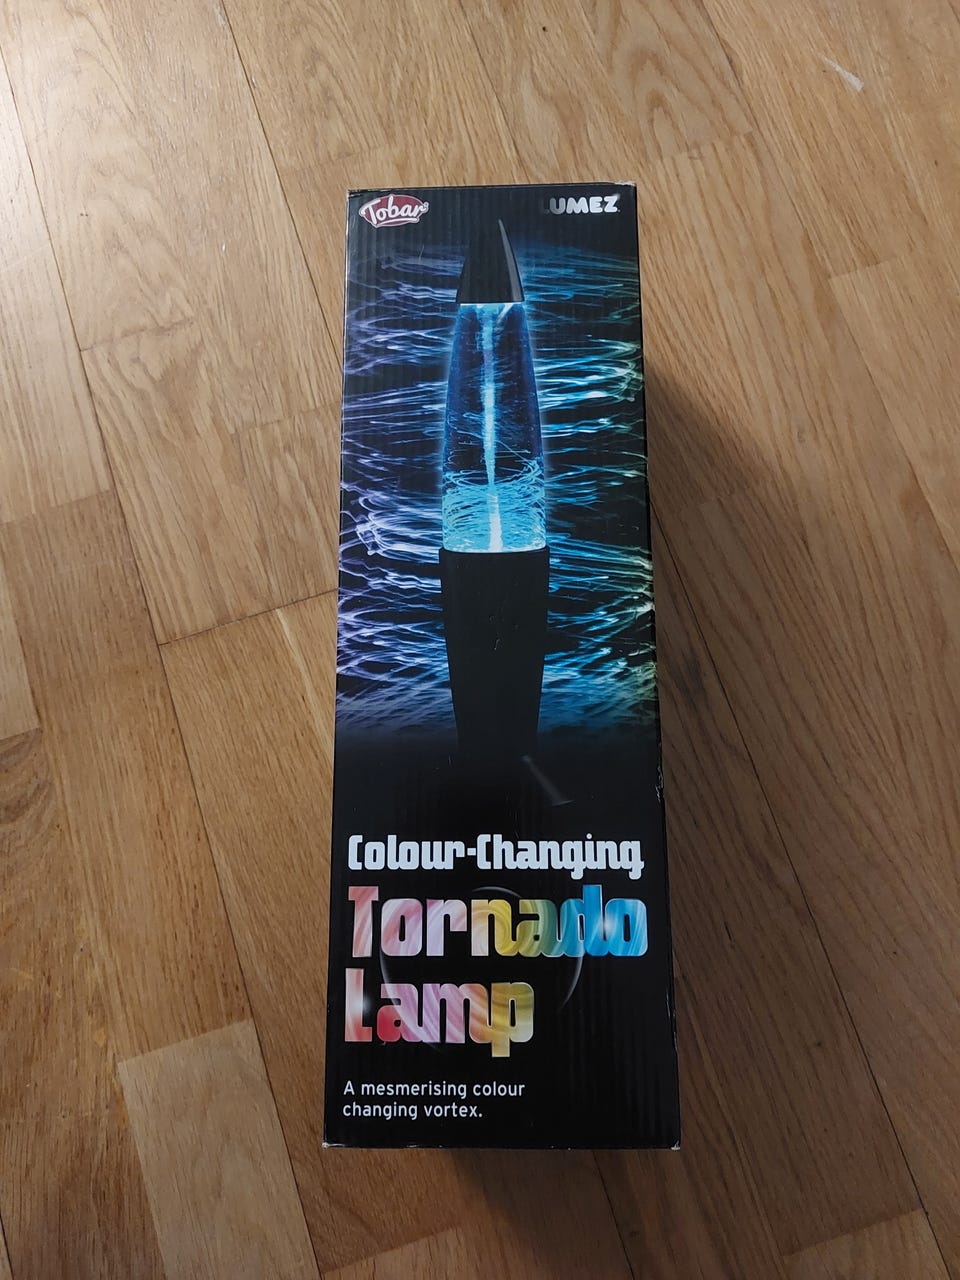 Tobar
LUMEZ
Colour-Changing
Tornado
Lamp
A mesmerising colour
changing vortex.